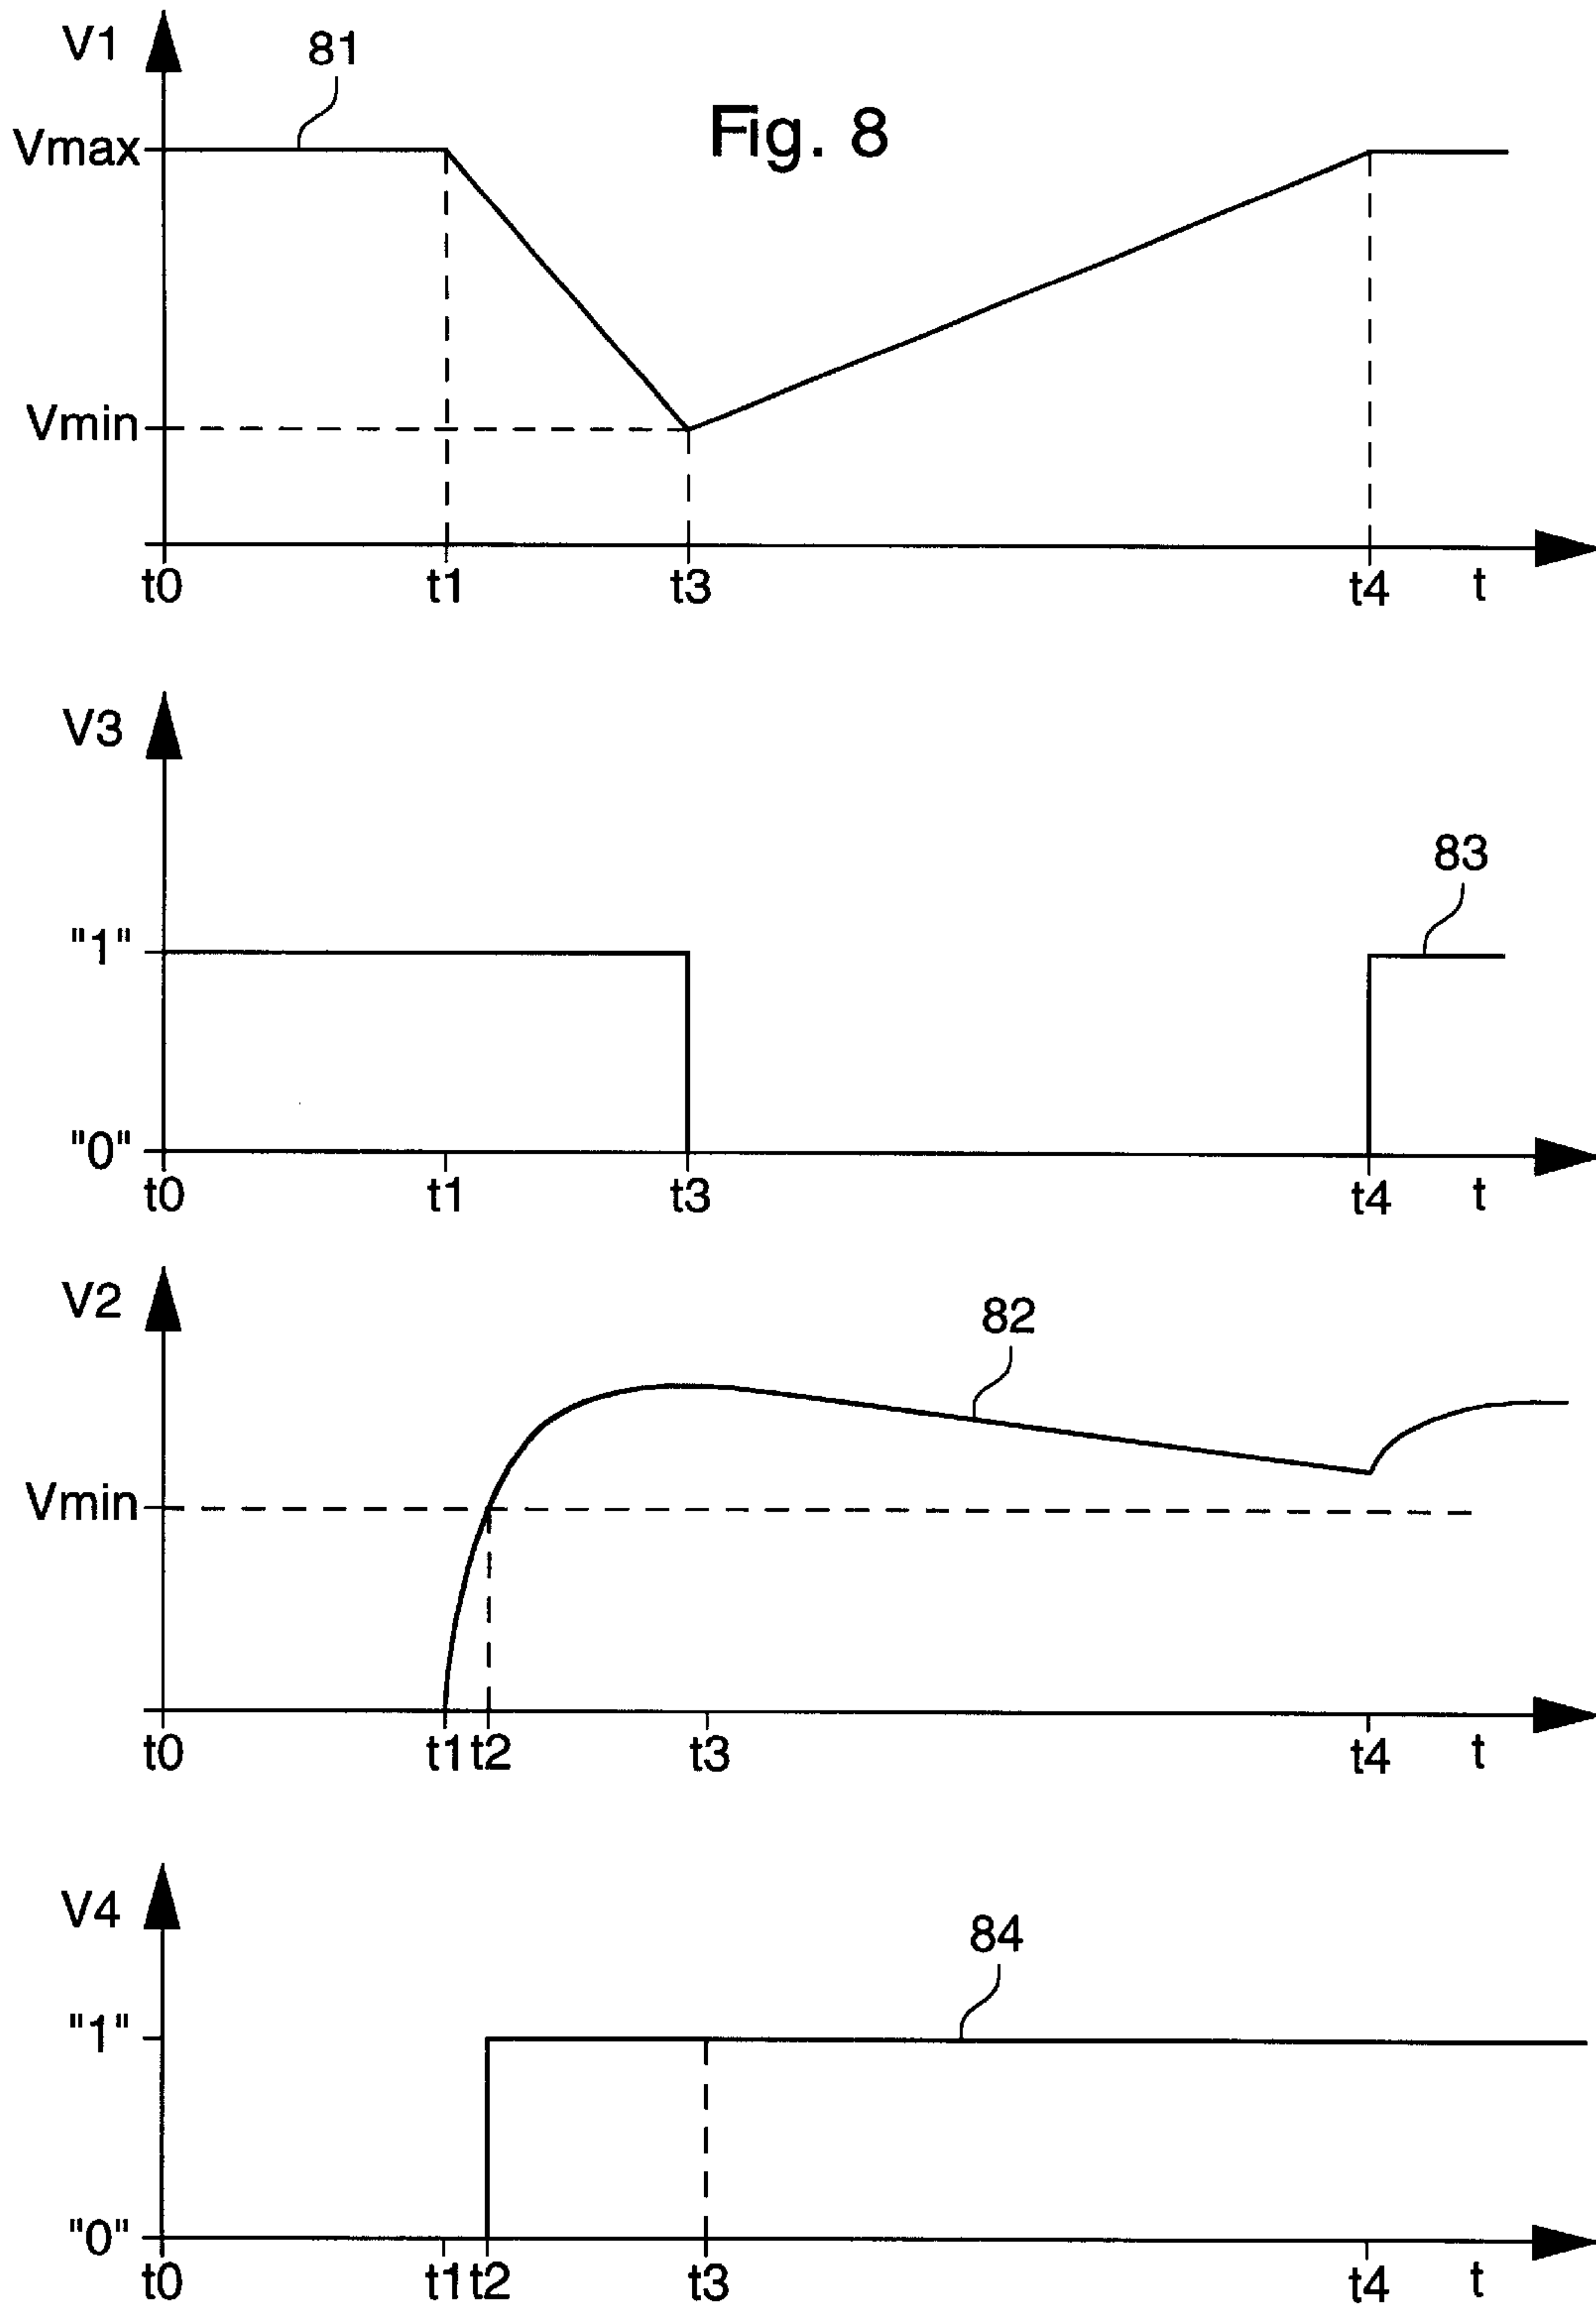 V1
81
Fig. 8
Vmax
Vmin
t0 t1 t3 t4 t
V3
83
"1"
"0"
t0 t1 t3 t4 t
V2
82
Vmin
t0 t1 t2 t3 t4 t
V4
84
"1"
"0"
t0 t1 t2 t3 t4 t